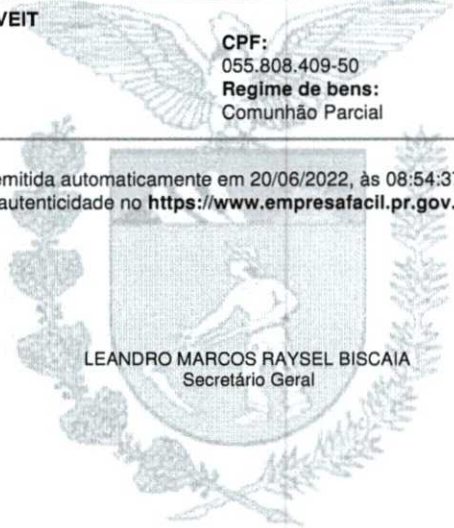 VEIT
CPF:
055.808.409-50
Regime de bens:
Comunhão Parcial
emitida automaticamente em 20/06/2022, às 08:54:37
autenticidade no https://www.empresafacil.pr.gov.
LEANDRO MARCOS RAYSEL BISCAIA
Secretário Geral